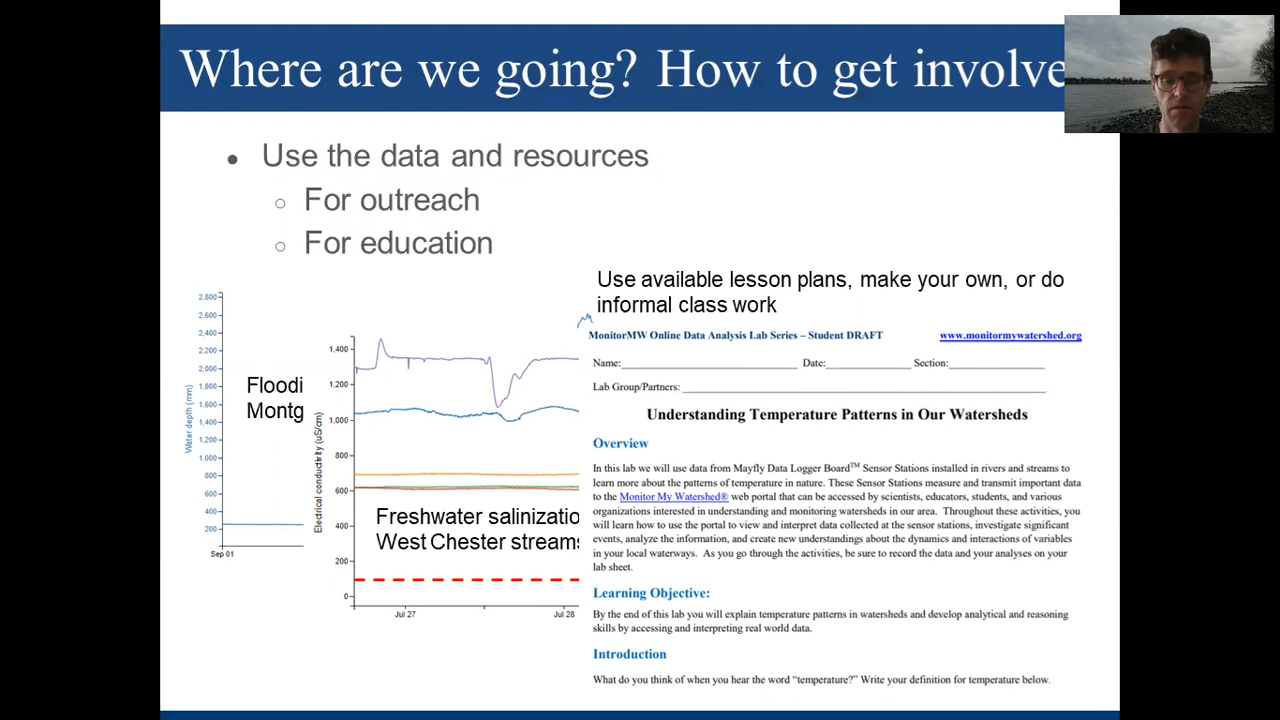 Where are we going? How to get involve
● Use the data and resources
○ For outreach
○ For education
Use available lesson plans, make your own, or do
informal class work
2,800
2,600
2,400
2,200
2,000
1,800
1,600
1,400
1,200
1,000
800
600
400
200
Water depth (mm)
Sep 01
Floodi
Montg
1,400
1,200
1,000
800
600
400
200
0
Electrical conductivity (uS/cm)
Jul 27
Jul 28
Freshwater salinizatio
West Chester streams
MonitorMW Online Data Analysis Lab Series – Student DRAFT www.monitormywatershed.org
Name:____ Date:____ Section:____
Lab Group/Partners: ____
Understanding Temperature Patterns in Our Watersheds
Overview
In this lab we will use data from Mayfly Data Logger Board™ Sensor Stations installed in rivers and streams to
learn more about the patterns of temperature in nature. These Sensor Stations measure and transmit important data
to the Monitor My Watershed® web portal that can be accessed by scientists, educators, students, and various
organizations interested in understanding and monitoring watersheds in our area. Throughout these activities, you
will learn how to use the portal to view and interpret data collected at the sensor stations, investigate significant
events, analyze the information, and create new understandings about the dynamics and interactions of variables
in your local waterways. As you go through the activities, be sure to record the data and your analyses on your
lab sheet.
Learning Objective:
By the end of this lab you will explain temperature patterns in watersheds and develop analytical and reasoning
skills by accessing and interpreting real world data.
Introduction
What do you think of when you hear the word “temperature?” Write your definition for temperature below.